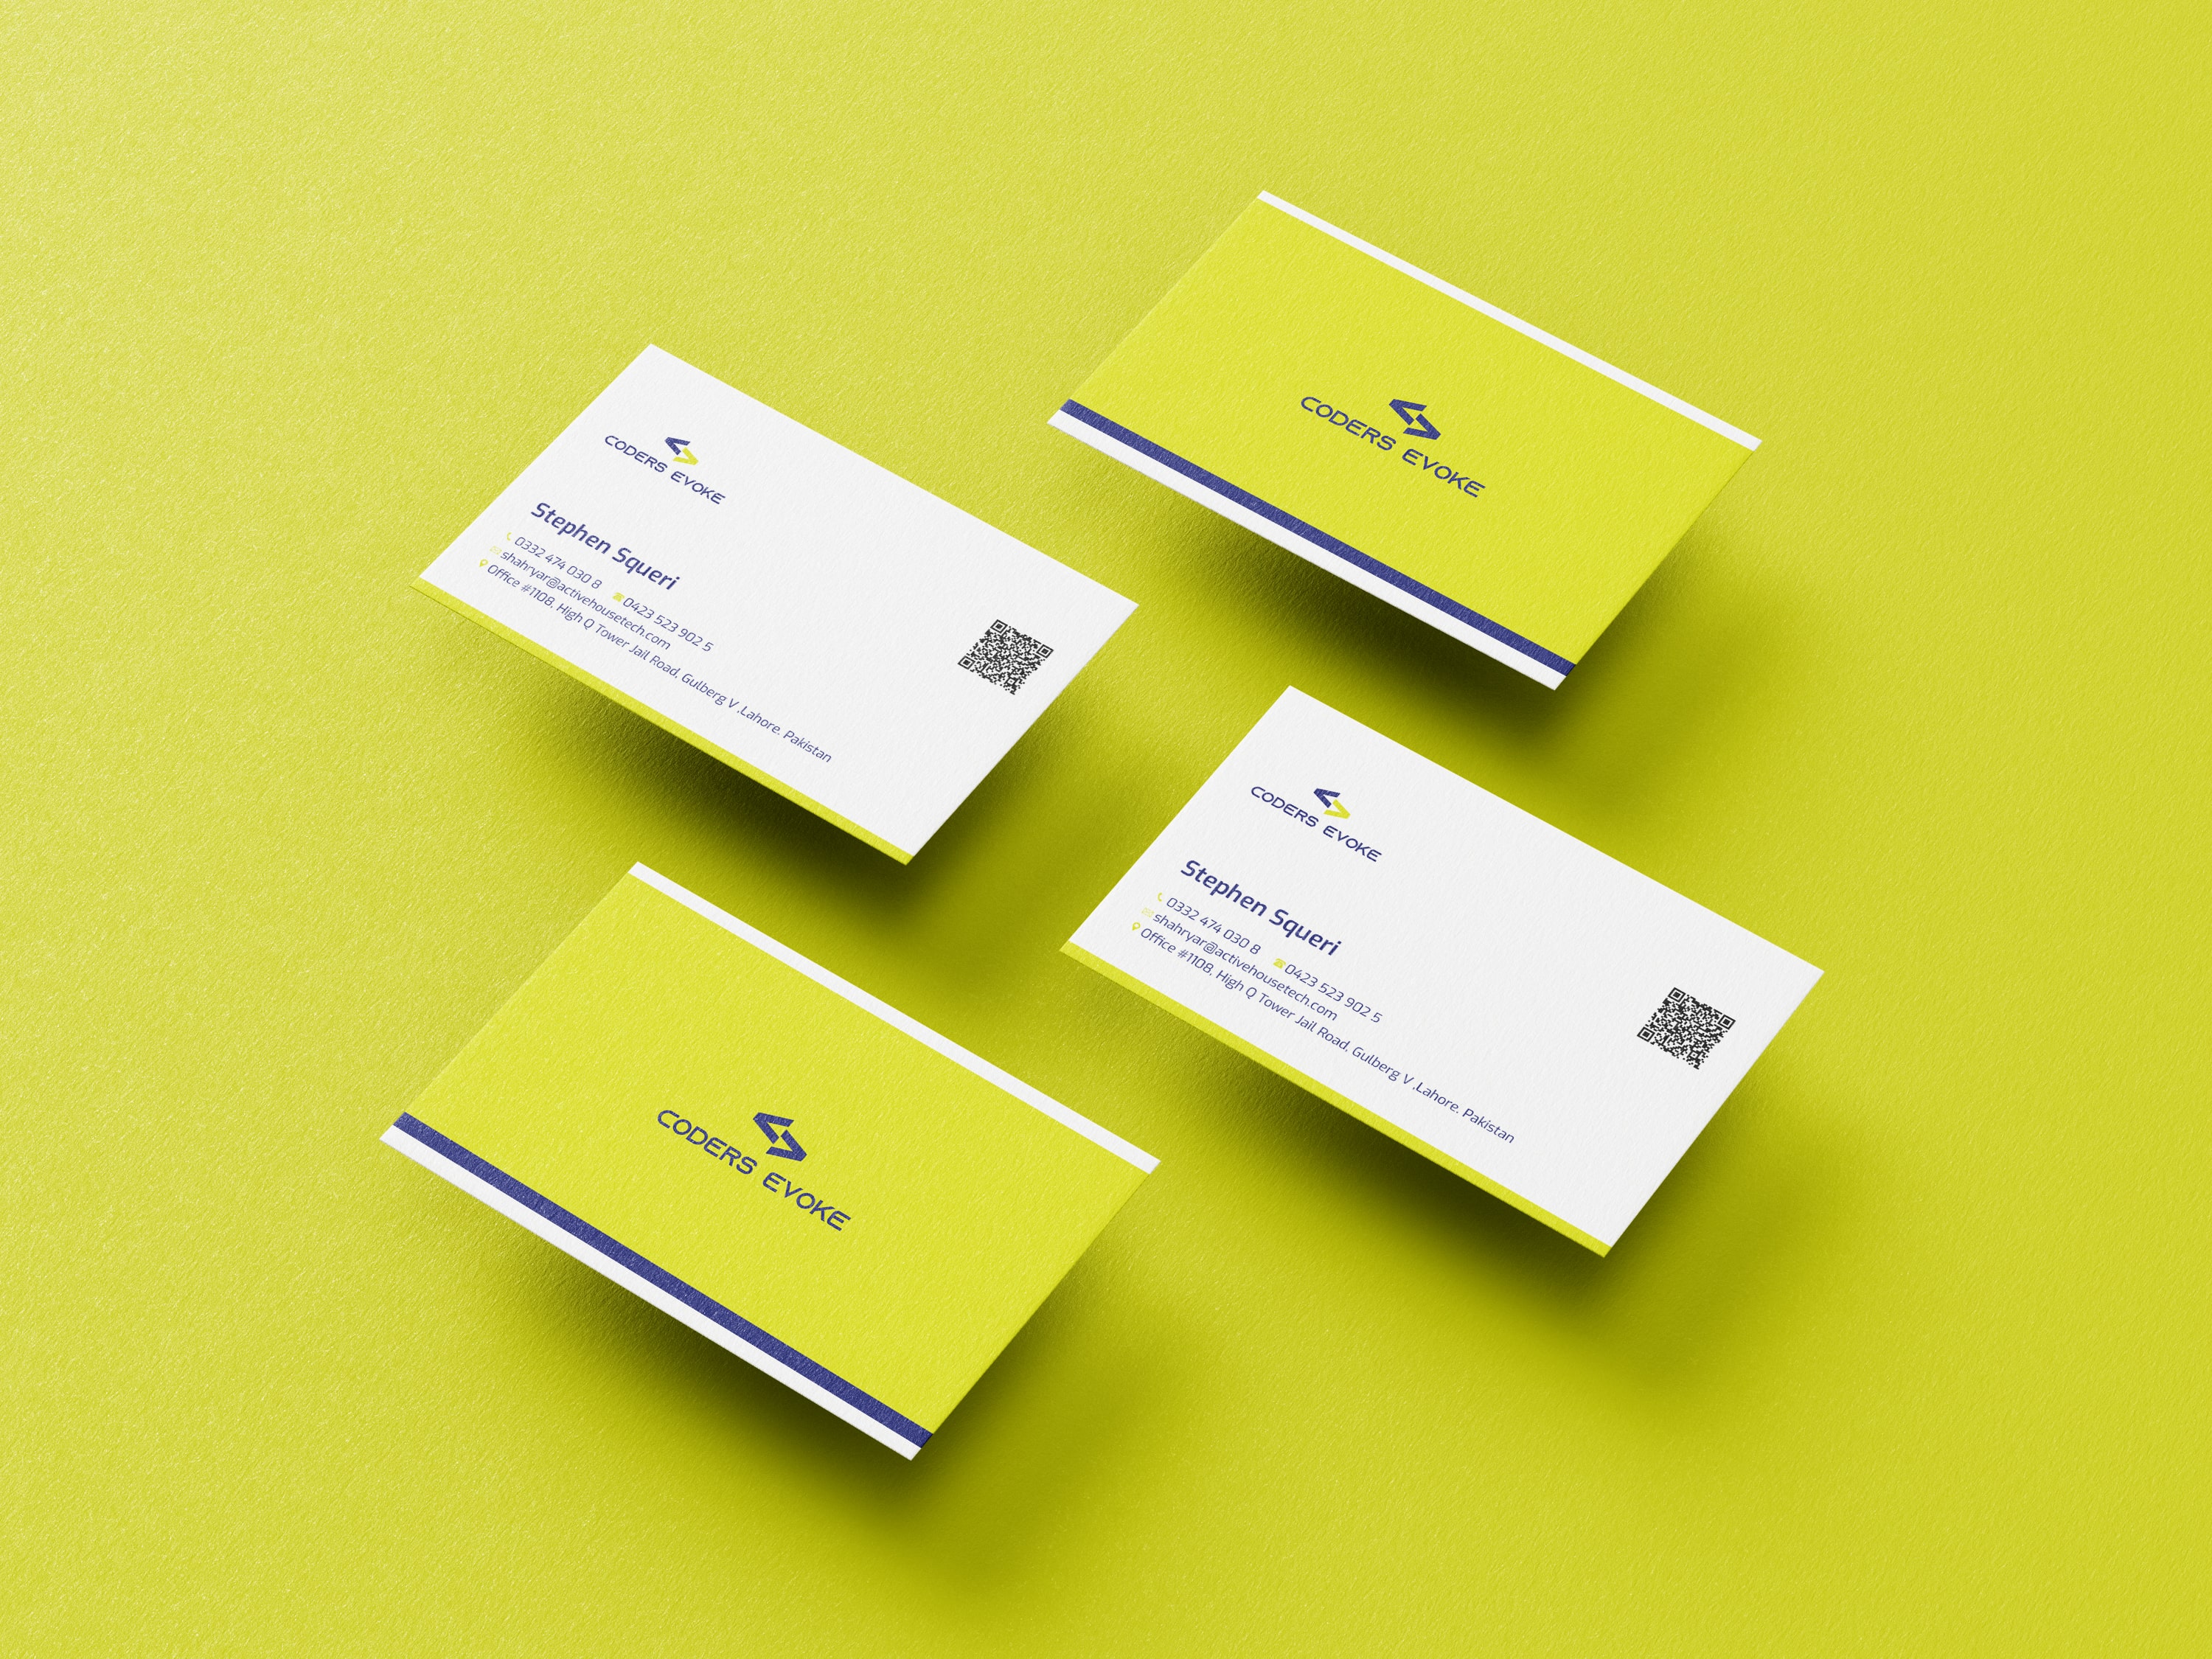 CODERS EVOKE
CODERS EVOKE
Stephen Squeri
0332 474 030 8 0423 523 902 5
shahryar@activehousetech.com
Office #1108, High Q Tower Jail Road, Gulberg V .Lahore. Pakistan
CODERS EVOKE
Stephen Squeri
0332 474 030 8 0423 523 902 5
shahryar@activehousetech.com
Office #1108, High Q Tower Jail Road, Gulberg V .Lahore. Pakistan
CODERS EVOKE